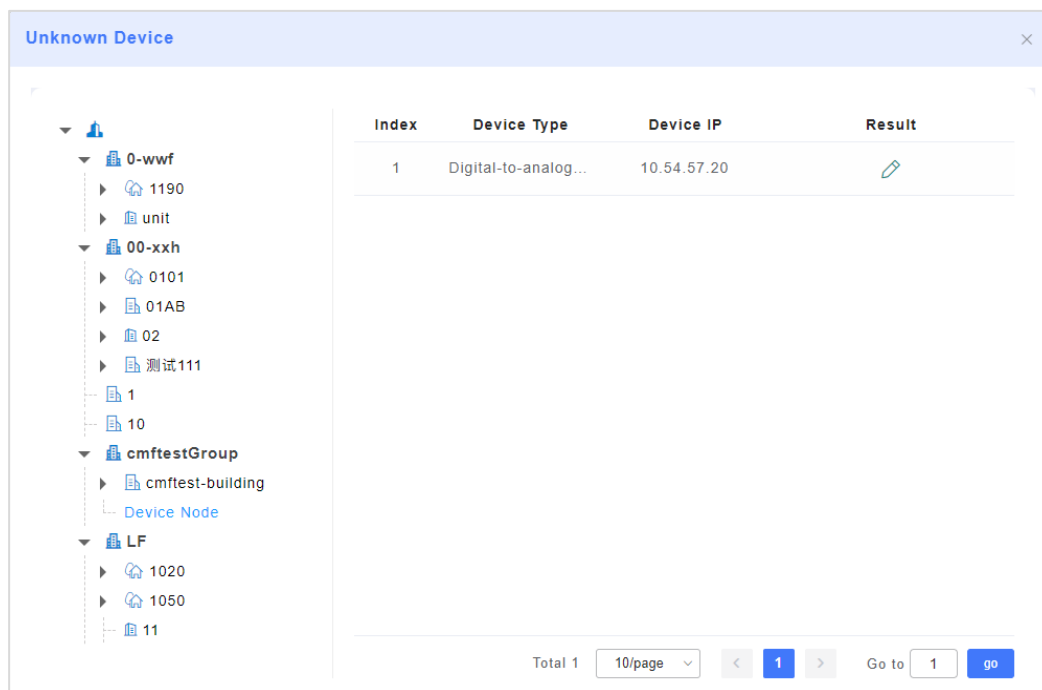 Unknown Device
0-wwf
1190
unit
00-xxh
0101
01AB
02
测试111
1
10
cmftestGroup
cmftest-building
Device Node
LF
1020
1050
11
Index Device Type Device IP Result
1 Digital-to-analog... 10.54.57.20
Total 1 10/page 1 Go to 1 go